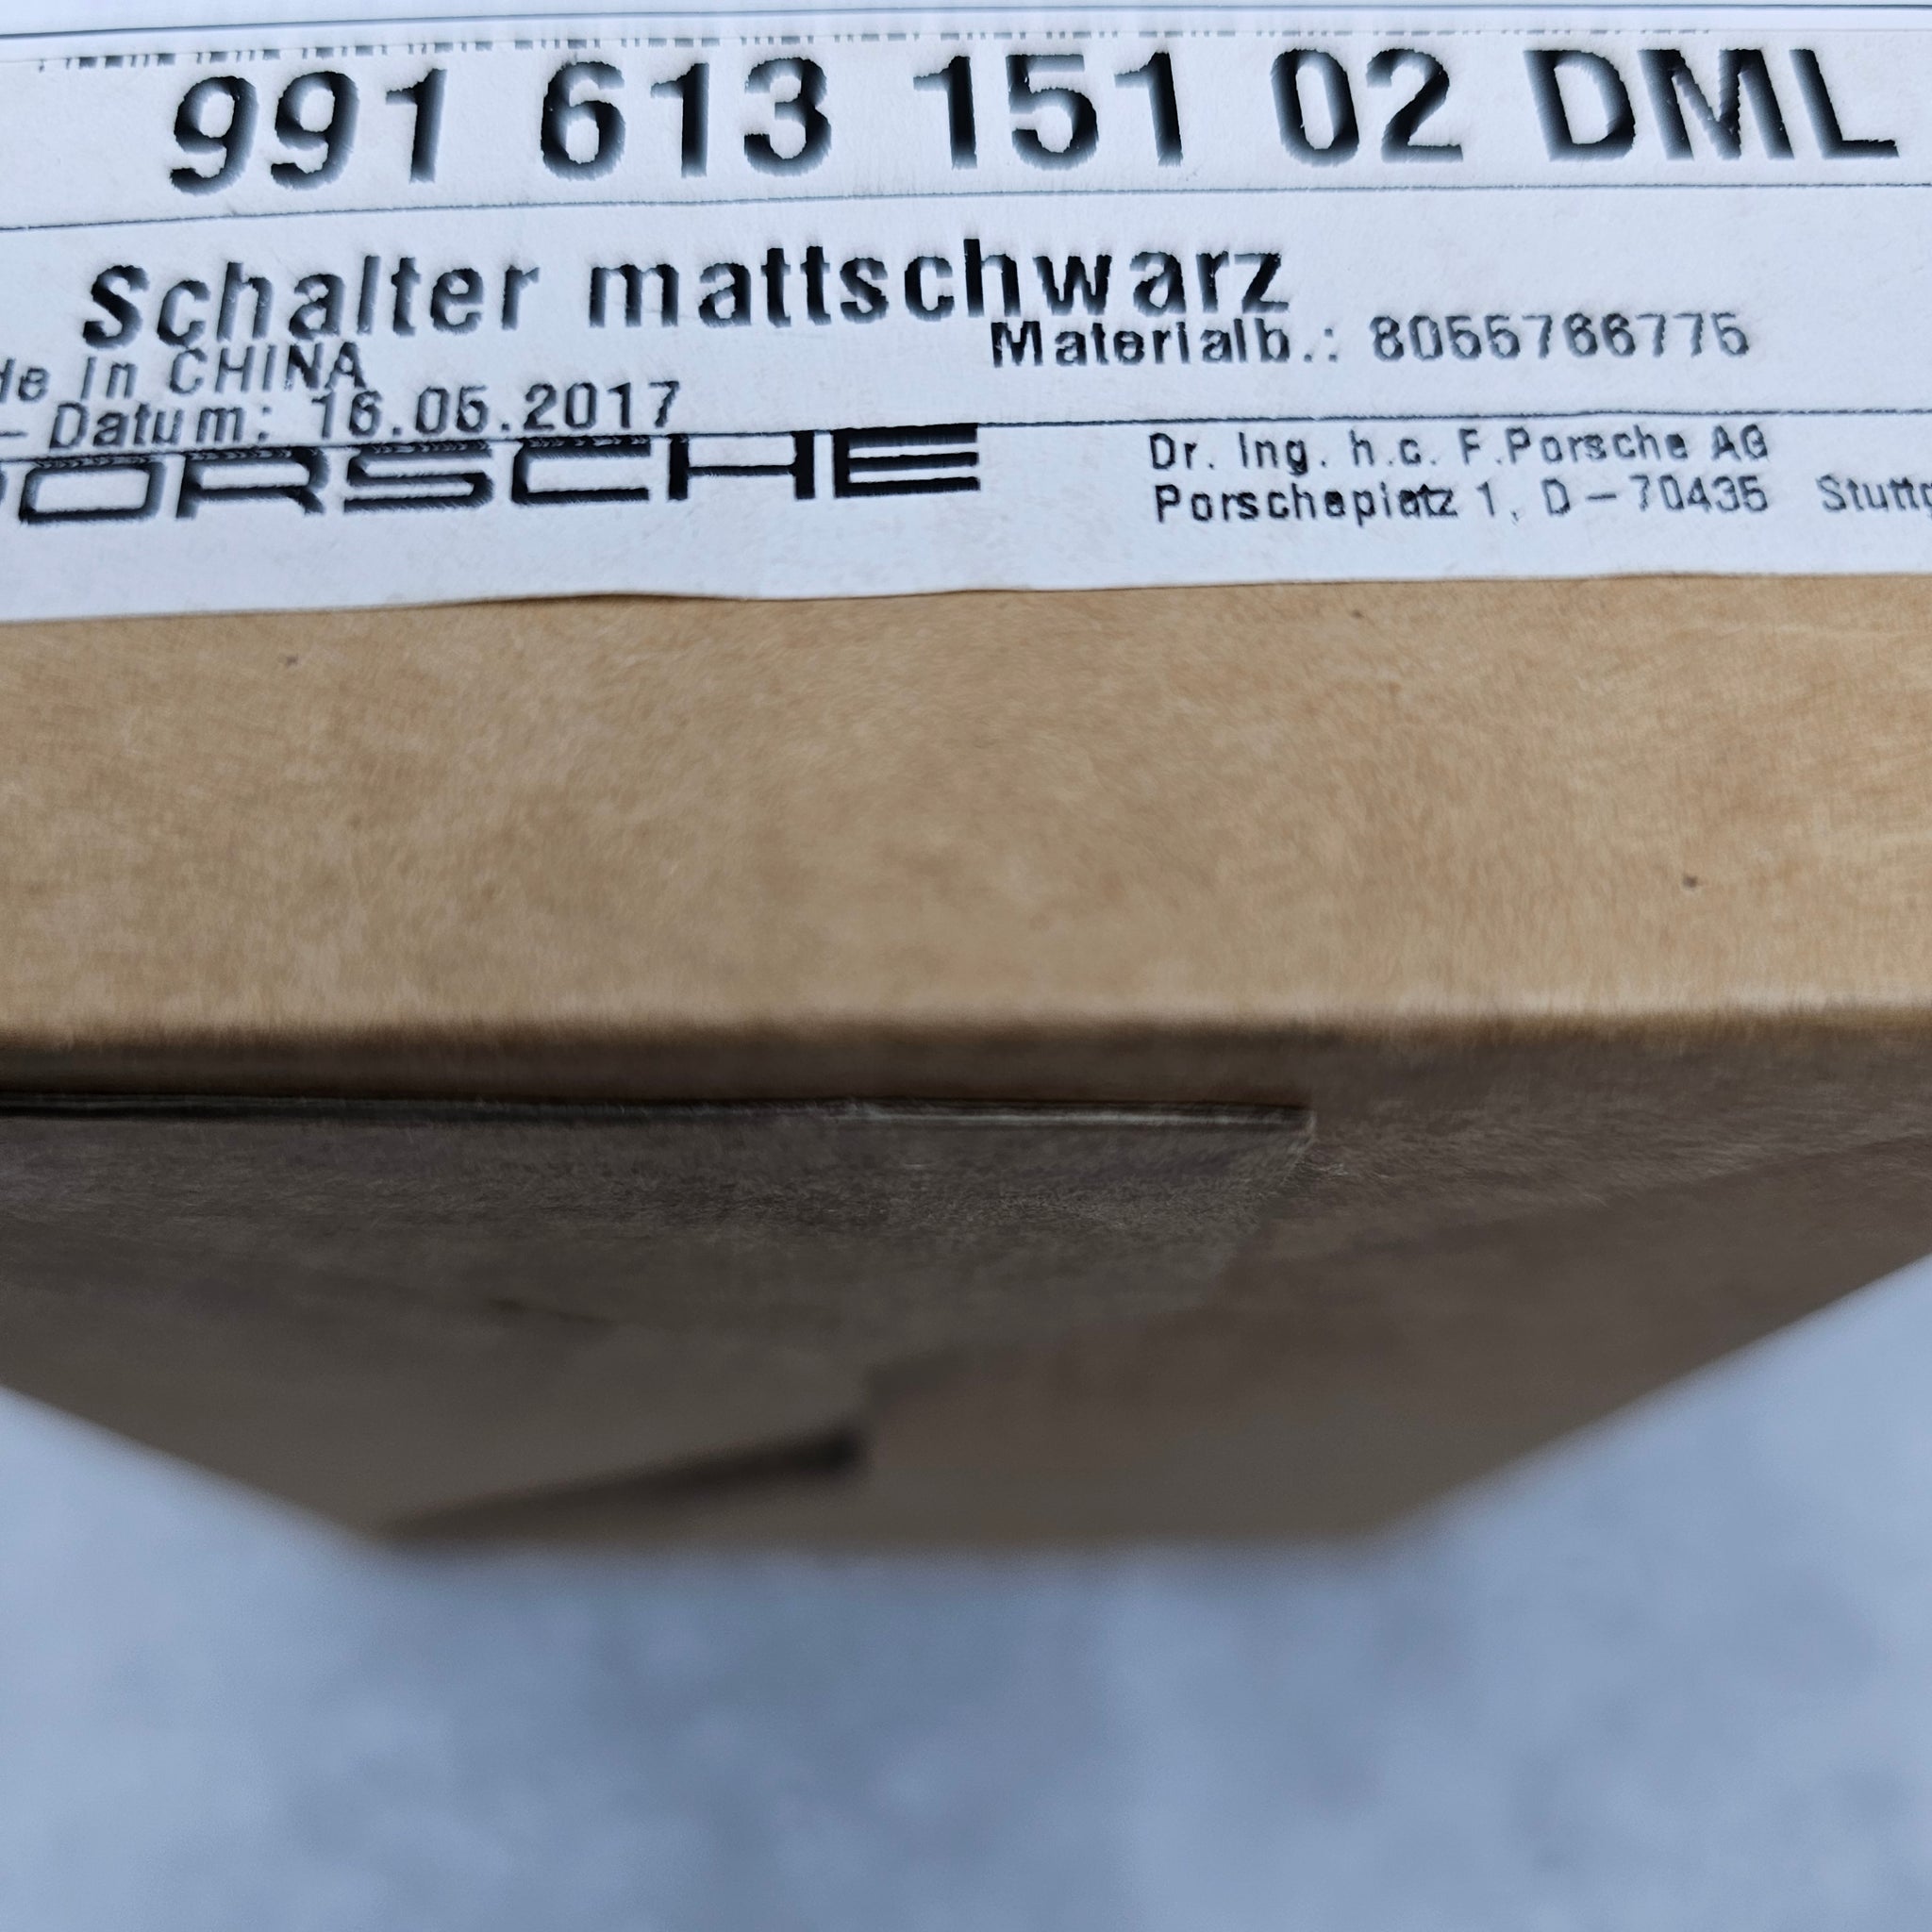 991 613 151 02 DML
Schalter mattschwarz
de in CHINA
Materialb.: 8055766775
- Datum: 16.05.2017
PORSCHE
Dr. Ing. h.c. F.Porsche AG
Porscheplatz 1, D-70435 Stuttg